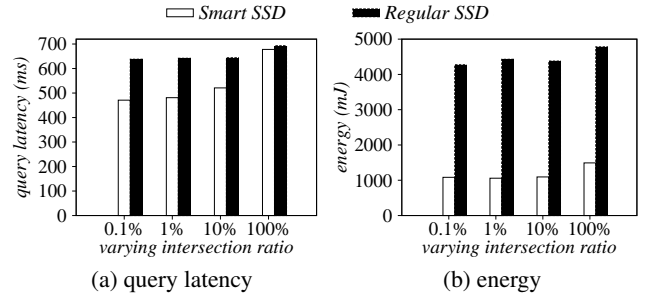 Smart SSD Regular SSD
query latency (ms)
700
600
500
400
300
200
100
0
0.1% 1% 10% 100%
varying intersection ratio
(a) query latency
energy (mJ)
5000
4000
3000
2000
1000
0
0.1% 1% 10% 100%
varying intersection ratio
(b) energy